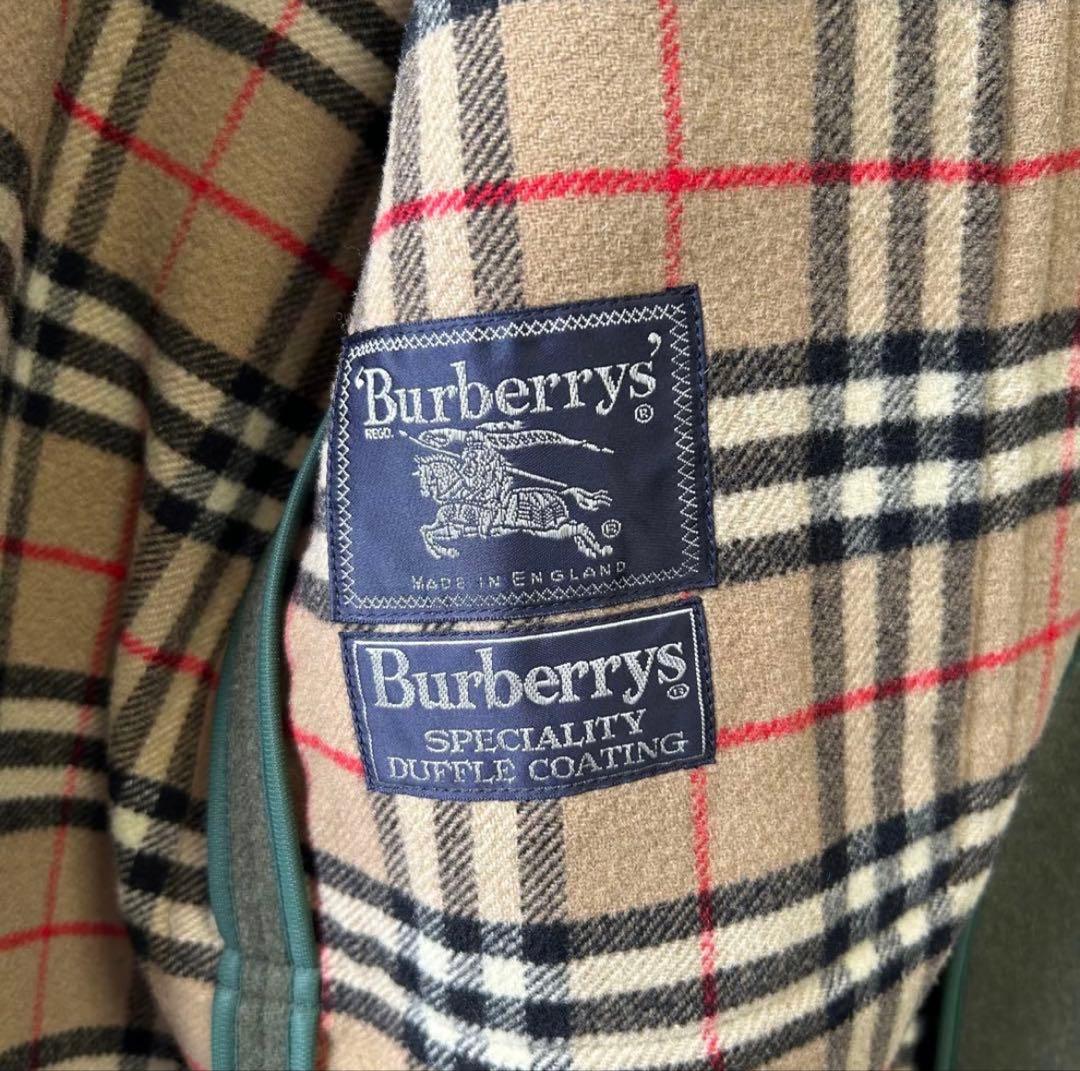 'Burberrys'
®
REGD.
®
MADE IN ENGLAND
Burberrys®
SPECIALITY
DUFFLE COATING